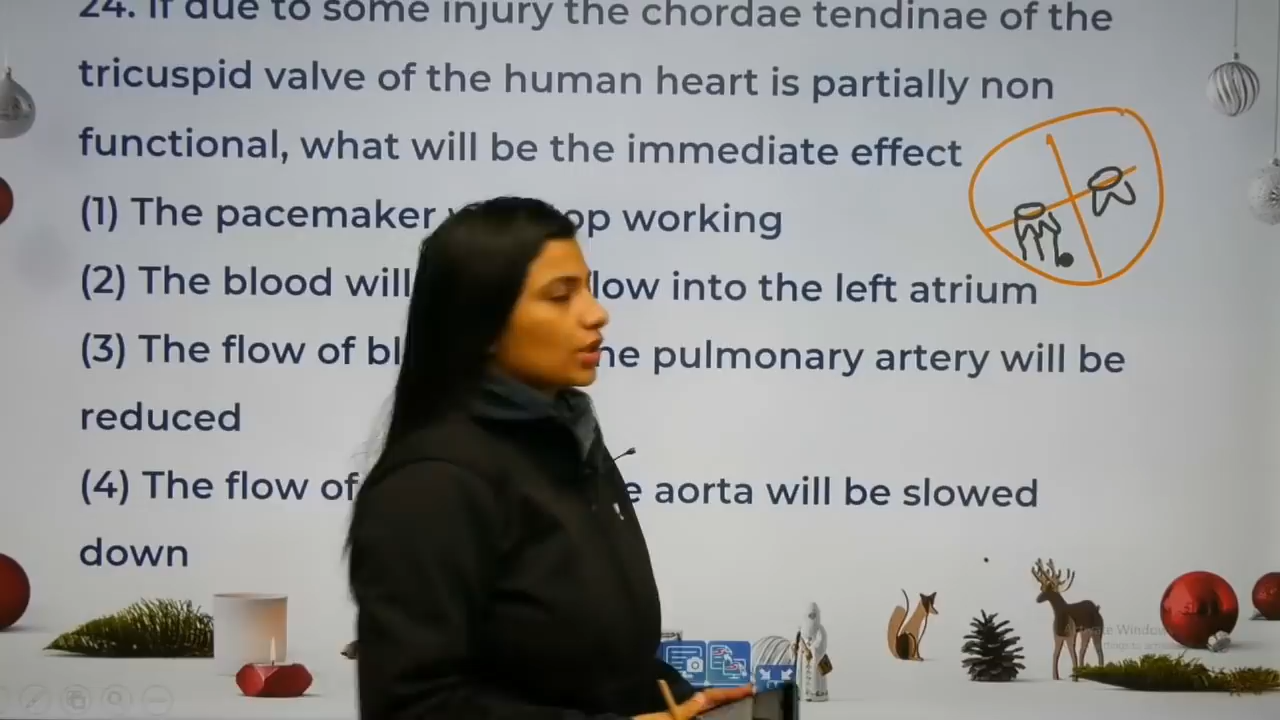 24. If due to some injury the chordae tendinae of the
tricuspid valve of the human heart is partially non
functional, what will be the immediate effect
(1) The pacemaker op working
(2) The blood will low into the left atrium
(3) The flow of bl he pulmonary artery will be
reduced
(4) The flow of e aorta will be slowed
down